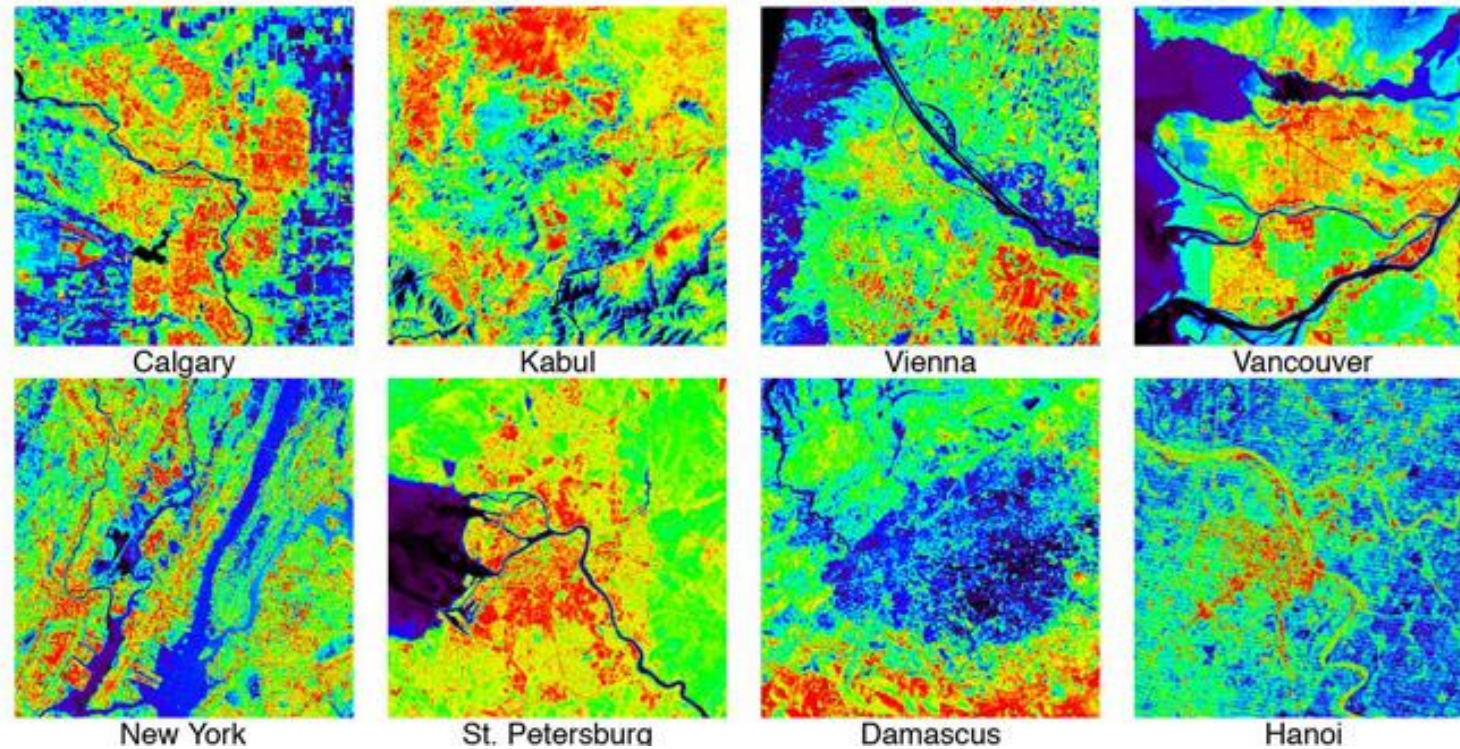 Calgary
Kabul
Vienna
Vancouver
New York
St. Petersburg
Damascus
Hanoi